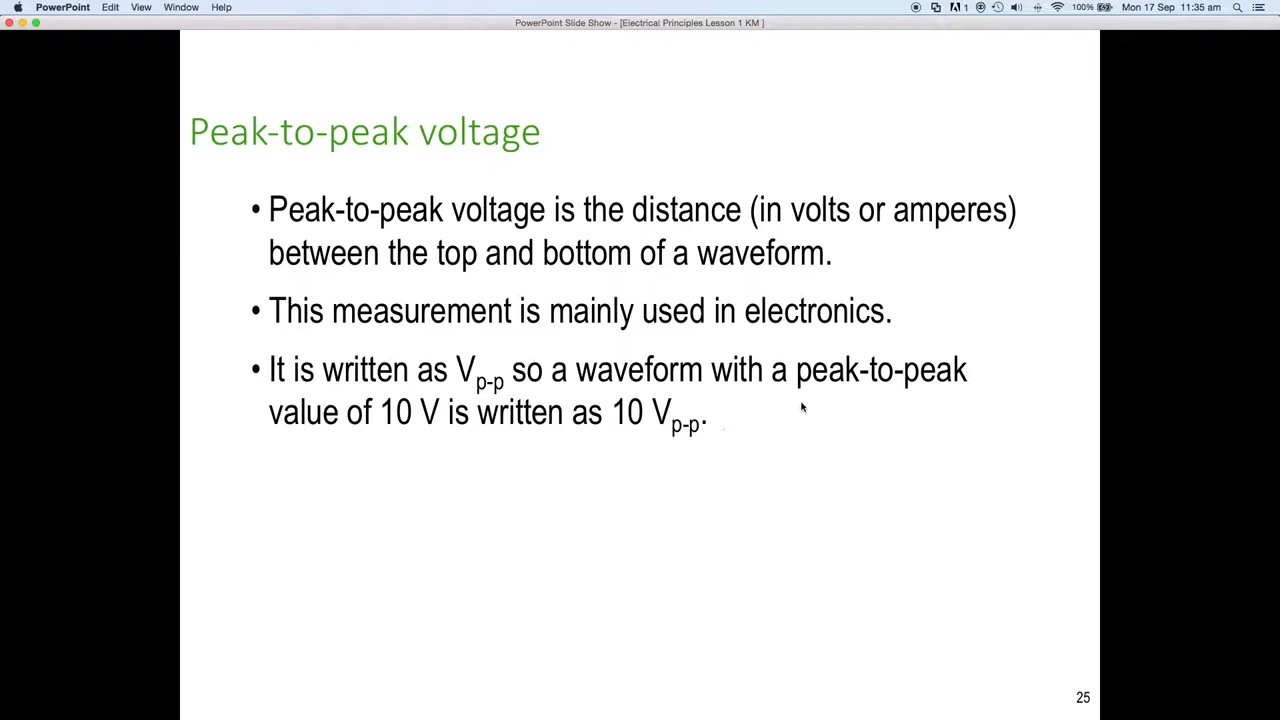 PowerPoint Edit View Window Help 1 100% Mon 17 Sep 11:35 am
PowerPoint Slide Show - [Electrical Principles Lesson 1 KM ]
Peak-to-peak voltage
• Peak-to-peak voltage is the distance (in volts or amperes)
between the top and bottom of a waveform.
• This measurement is mainly used in electronics.
• It is written as Vp-p so a waveform with a peak-to-peak
value of 10 V is written as 10 Vp-p.
25